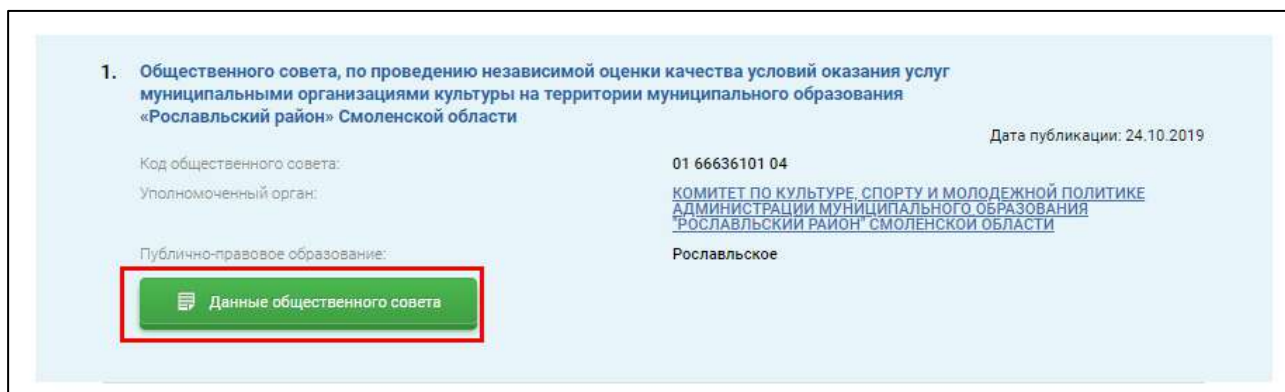 1. Общественного совета, по проведению независимой оценки качества условий оказания услуг
муниципальными организациями культуры на территории муниципального образования
«Рославльский район» Смоленской области
Дата публикации: 24.10.2019
Код общественного совета: 01 66636101 04
Уполномоченный орган: КОМИТЕТ ПО КУЛЬТУРЕ, СПОРТУ И МОЛОДЕЖНОЙ ПОЛИТИКЕ
АДМИНИСТРАЦИИ МУНИЦИПАЛЬНОГО ОБРАЗОВАНИЯ
"РОСЛАВЛЬСКИЙ РАЙОН" СМОЛЕНСКОЙ ОБЛАСТИ
Публично-правовое образование: Рославльское
Данные общественного совета